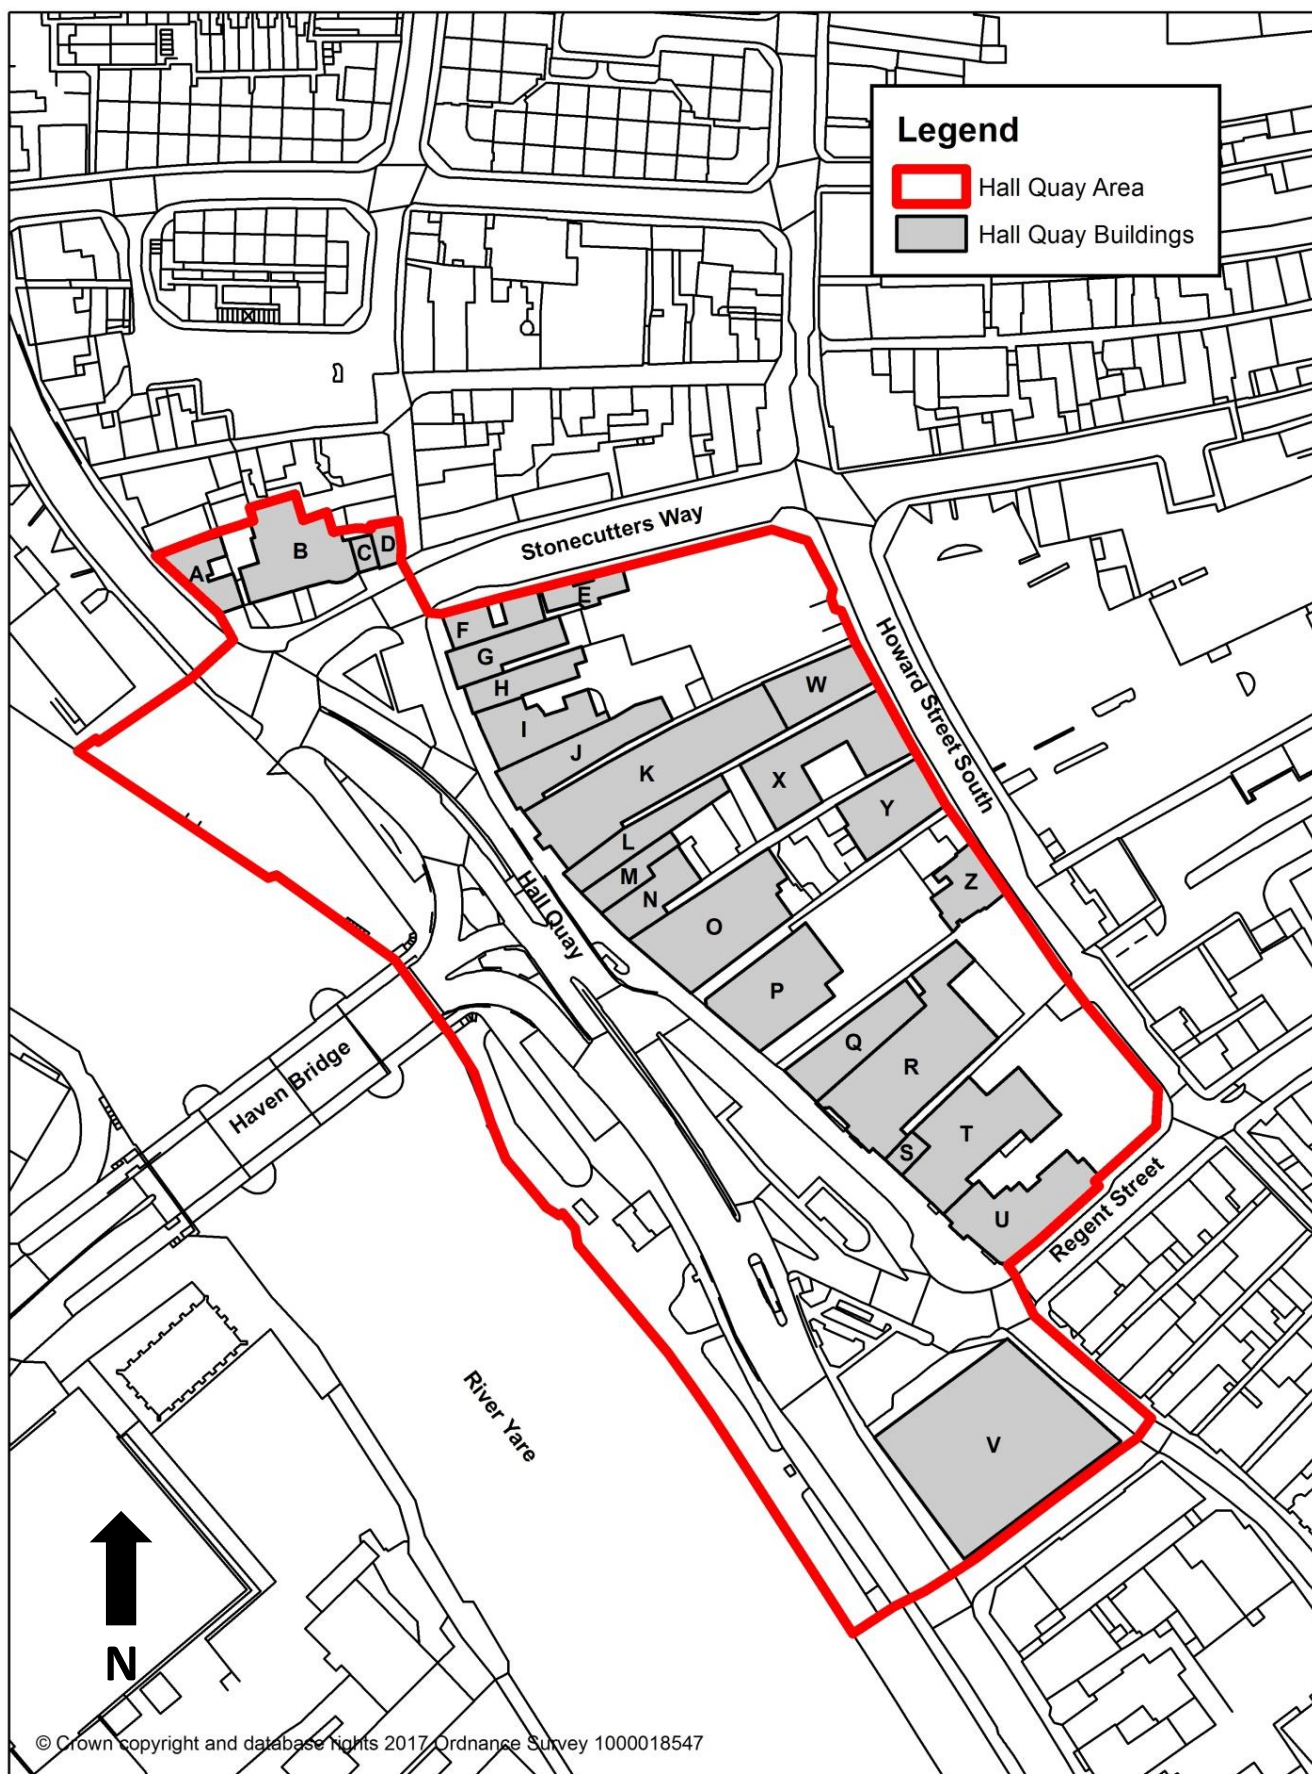 Legend
Hall Quay Area
Hall Quay Buildings
Stonecutters Way
A
B
C
D
E
F
G
H
I
J
K
L
M
N
O
P
Q
R
S
T
U
V
W
X
Y
Z
Howard Street South
Hall Quay
Haven Bridge
Regent Street
River Yare
N
© Crown copyright and database rights 2017 Ordnance Survey 1000018547